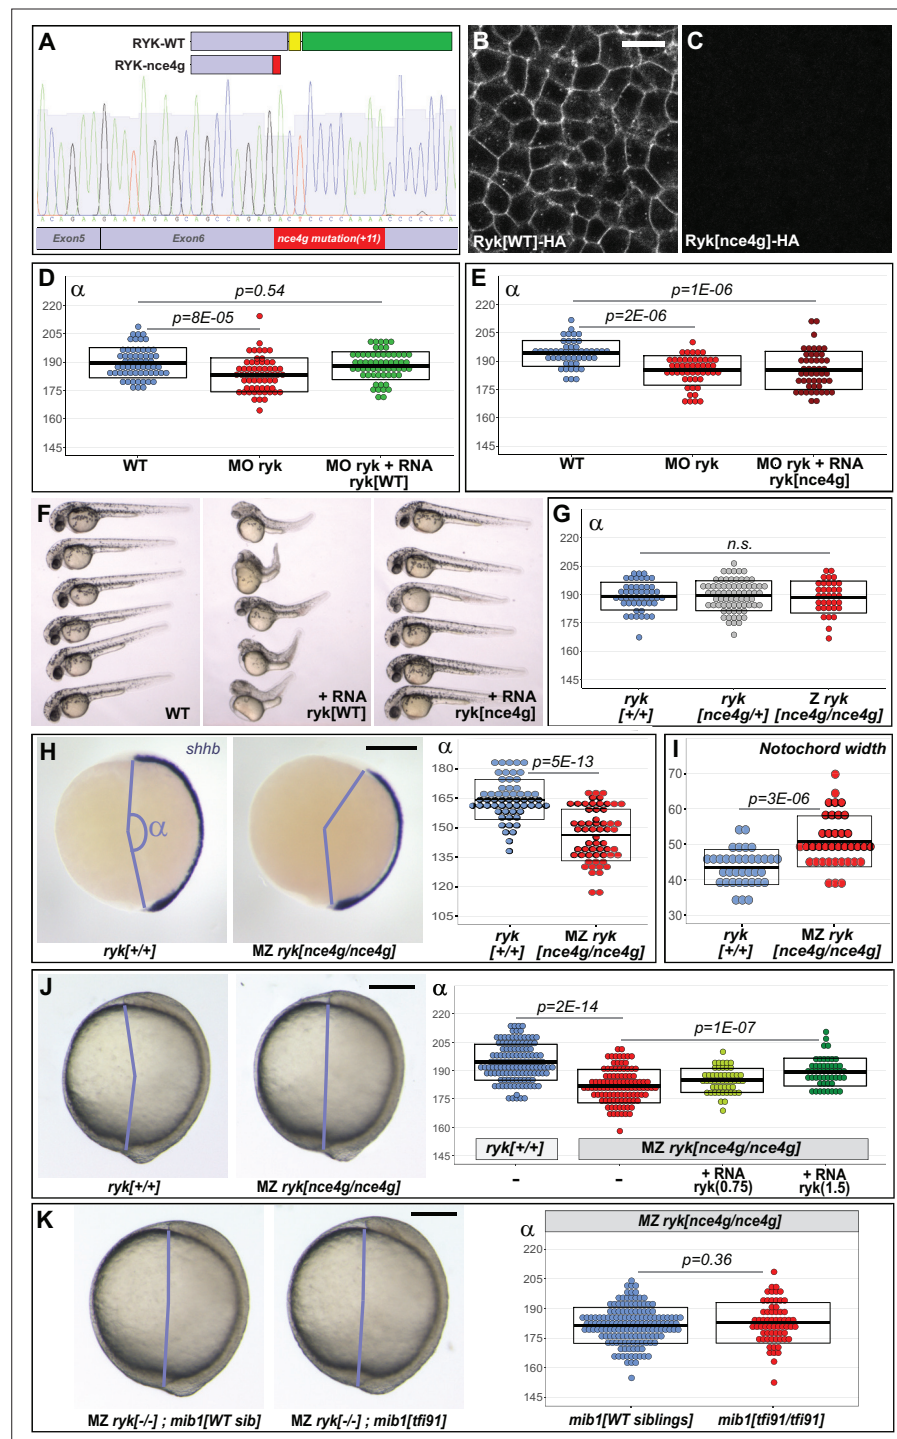 A
RYK-WT
RYK-nce4g
Exon5
Exon6
nce4g mutation(+11)
B
Ryk[WT]-HA
C
Ryk[nce4g]-HA
D
α
p=0.54
p=8E-05
220
205
190
175
160
145
WT
MO ryk
MO ryk + RNA
ryk[WT]
E
α
p=1E-06
p=2E-06
220
205
190
175
160
145
WT
MO ryk
MO ryk + RNA
ryk[nce4g]
F
WT
+ RNA
ryk[WT]
+ RNA
ryk[nce4g]
G
α
n.s.
220
205
190
175
160
145
ryk
[+/+]
ryk
[nce4g/+]
Z ryk
[nce4g/nce4g]
H
shhb
α
ryk[+/+]
MZ ryk[nce4g/nce4g]
α
p=5E-13
180
165
150
135
120
105
ryk
[+/+]
MZ ryk
[nce4g/nce4g]
I
Notochord width
p=3E-06
70
60
50
40
30
ryk
[+/+]
MZ ryk
[nce4g/nce4g]
J
ryk[+/+]
MZ ryk[nce4g/nce4g]
α
p=2E-14
p=1E-07
220
205
190
175
160
145
ryk[+/+]
MZ ryk[nce4g/nce4g]
-
-
+ RNA
ryk(0.75)
+ RNA
ryk(1.5)
K
MZ ryk[-/-] ; mib1[WT sib]
MZ ryk[-/-] ; mib1[tfi91]
α
MZ ryk[nce4g/nce4g]
p=0.36
220
205
190
175
160
145
mib1[WT siblings]
mib1[tfi91/tfi91]